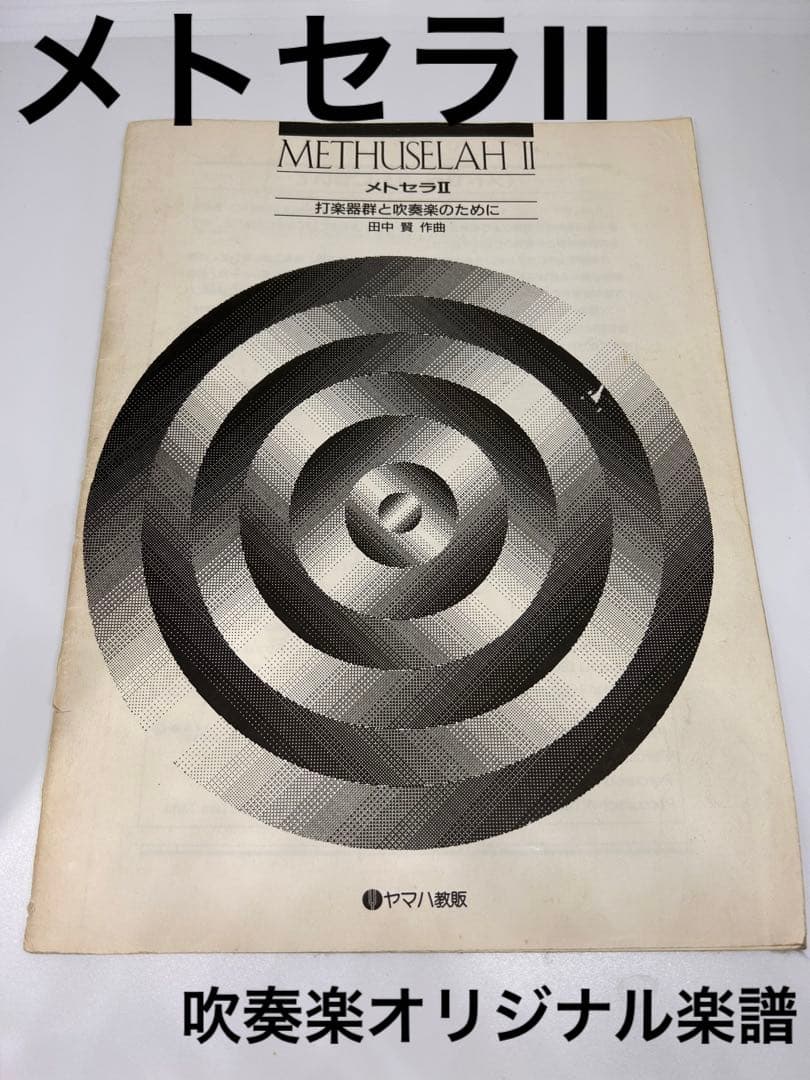 メトセラII
METHUSELAH II
メトセラII
打楽器群と吹奏楽のために
田中 賢 作曲
ヤマハ教販
吹奏楽オリジナル楽譜